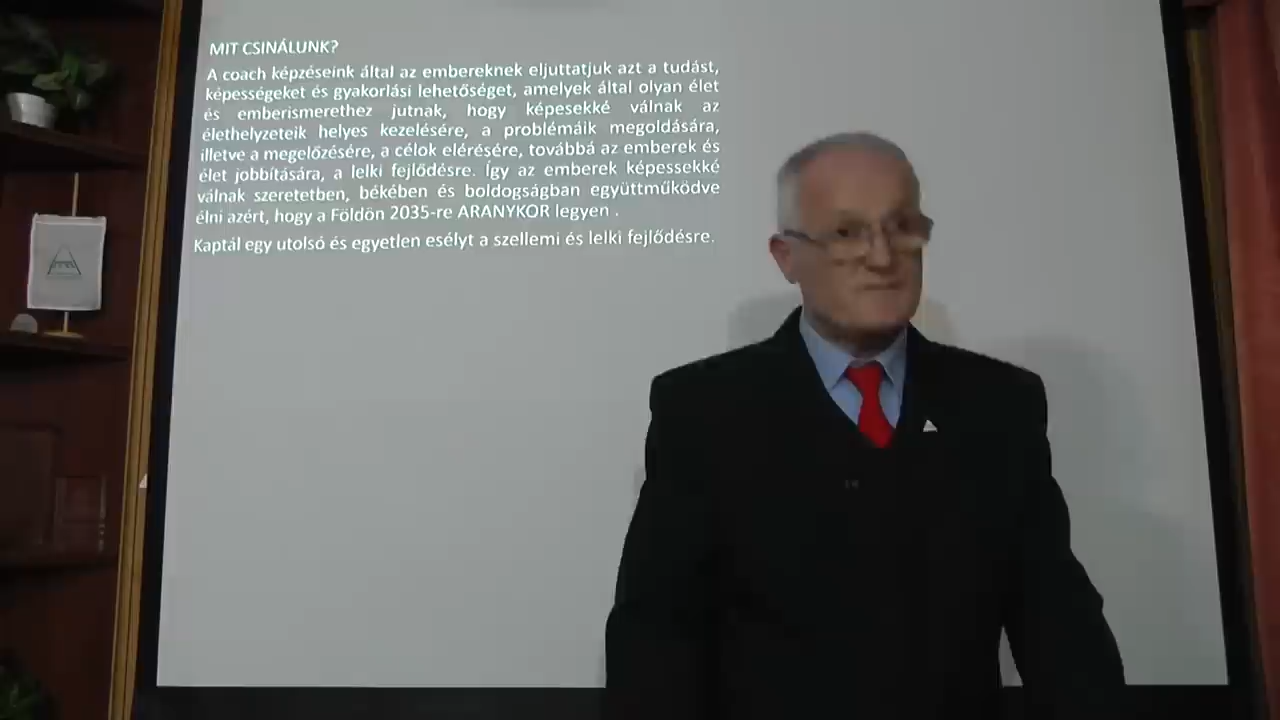 MIT CSINÁLUNK?
A coach képzéseink által az embereknek eljuttatjuk azt a tudást,
képességeket és gyakorlási lehetőséget, amelyek által olyan élet
és emberismerethez jutnak, hogy képesekké válnak az
élethelyzeteik helyes kezelésére, a problémáik megoldására,
illetve a megelőzésére, a célok elérésére, továbbá az emberek és
élet jobbítására, a lelki fejlődésre. Így az emberek képessekké
válnak szeretetben, békében és boldogságban együttműködve
élni azért, hogy a Földön 2035-re ARANYKOR legyen .
Kaptál egy utolsó és egyetlen esélyt a szellemi és lelki fejlődésre.